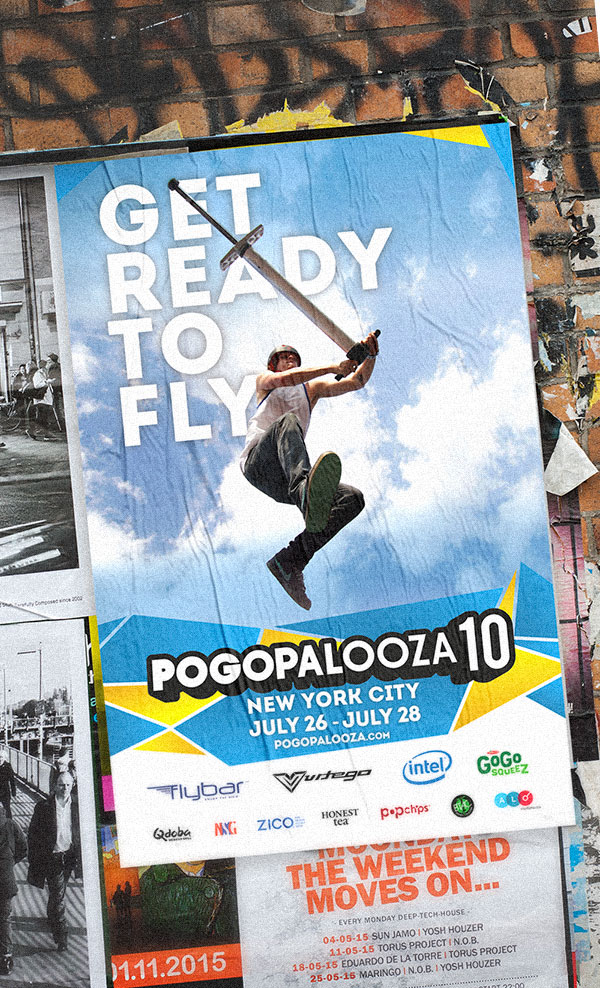 GET
READY
TO
FLY
POGOPALOOZA 10
NEW YORK CITY
JULY 26 - JULY 28
POGOPALOOZA.COM
flybar
Vurtego
intel
GOGO
SQUEEZ
Qdoba
ZICO
HONEST
tea
popchips
ALO
Carefully Composed since 2002
MOONDAY
THE WEEKEND
MOVES ON...
- EVERY MONDAY DEEP-TECH-HOUSE -
04-05-15 SUN JAMO | YOSH HOUZER
11-05-15 TORUS PROJECT | N.O.B.
18-05-15 EDUARDO DE LA TORRE | TORUS PROJECT
25-05-15 MARINGO | N.O.B. | YOSH HOUZER
START 22:00
01.11.2015